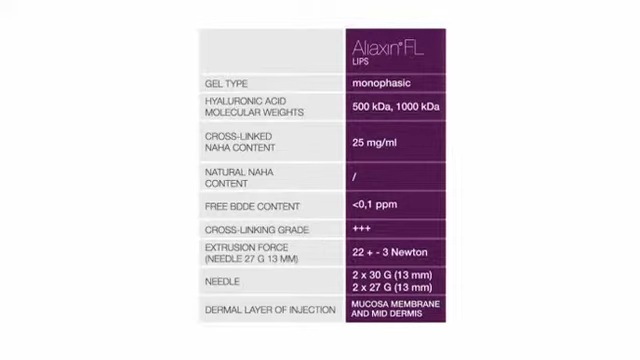 Aliaxin®FL
LIPS
GEL TYPE
monophasic
HYALURONIC ACID
MOLECULAR WEIGHTS
500 kDa, 1000 kDa
CROSS-LINKED
NAHA CONTENT
25 mg/ml
NATURAL NAHA
CONTENT
/
FREE BDDE CONTENT
<0,1 ppm
CROSS-LINKING GRADE
+++
EXTRUSION FORCE
(NEEDLE 27 G 13 MM)
22 + - 3 Newton
NEEDLE
2 x 30 G (13 mm)
2 x 27 G (13 mm)
DERMAL LAYER OF INJECTION
MUCOSA MEMBRANE
AND MID DERMIS